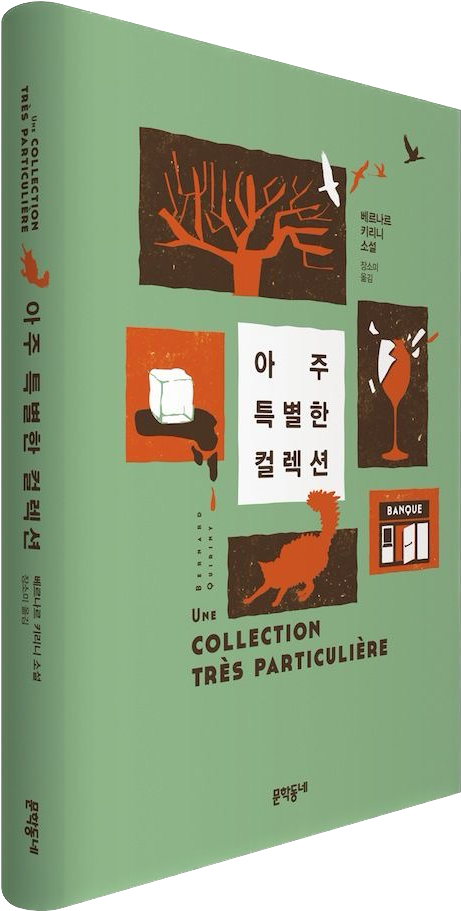 UNE COLLECTION
TRÈS PARTICULIÈRE
아주 특별한 컬렉션
베르나르 키리니 소설
장소미 옮김
문학동네
베르나르
키리니
소설
장소미
옮김
아 주
특별한
컬렉션
BANQUE
BERNARD
QUIRINY
UNE
COLLECTION
TRÈS PARTICULIÈRE
문학동네